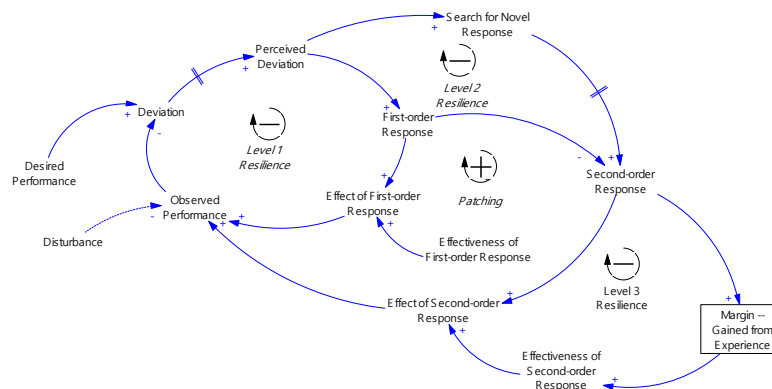 Search for Novel
Response
Perceived
Deviation
+
+
Level 2
Resilience
Deviation
+
-
+
First-order
Response
Level 1
Resilience
Desired
Performance
-
+
Second-order
Response
Patching
+
Observed
Performance
-
+
+
Effect of First-order
Response
+
Disturbance
Effectiveness of
First-order Response
Level 3
Resilience
+
+
Effect of Second-order
Response
+
Margin --
Gained from
Experience
Effectiveness of
Second-order
Response
+